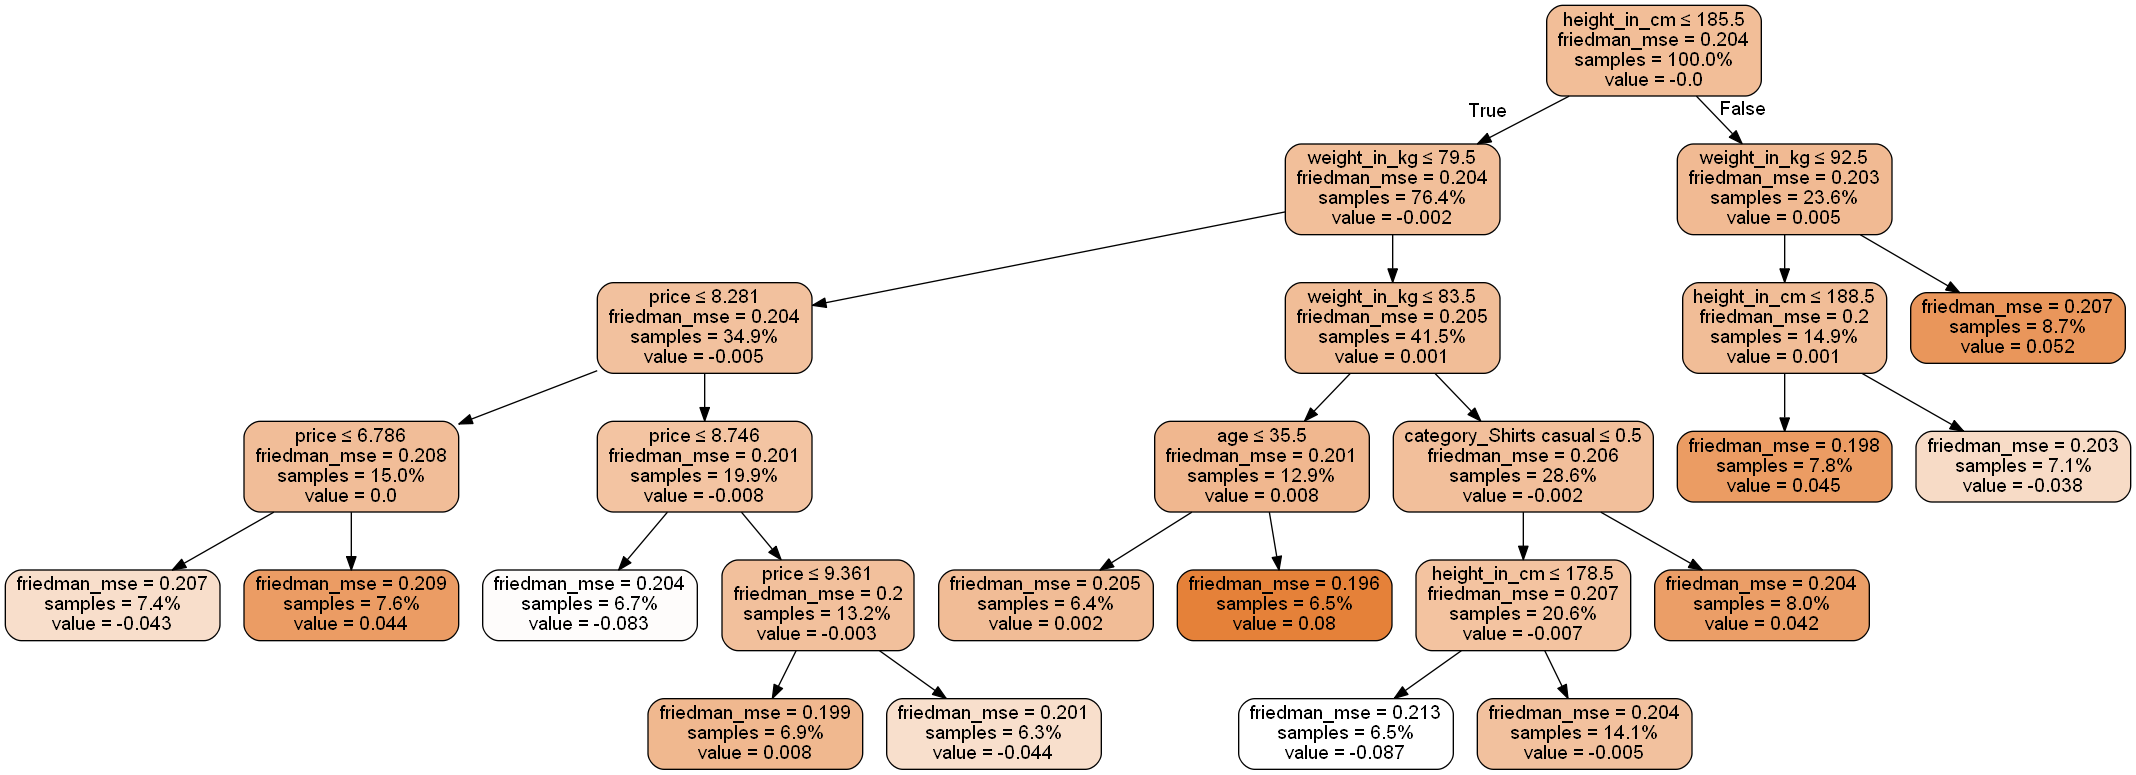 height_in_cm ≤ 185.5
friedman_mse = 0.204
samples = 100.0%
value = -0.0
True
False
weight_in_kg ≤ 79.5
friedman_mse = 0.204
samples = 76.4%
value = -0.002
weight_in_kg ≤ 92.5
friedman_mse = 0.203
samples = 23.6%
value = 0.005
price ≤ 8.281
friedman_mse = 0.204
samples = 34.9%
value = -0.005
weight_in_kg ≤ 83.5
friedman_mse = 0.205
samples = 41.5%
value = 0.001
height_in_cm ≤ 188.5
friedman_mse = 0.2
samples = 14.9%
value = 0.001
friedman_mse = 0.207
samples = 8.7%
value = 0.052
price ≤ 6.786
friedman_mse = 0.208
samples = 15.0%
value = 0.0
price ≤ 8.746
friedman_mse = 0.201
samples = 19.9%
value = -0.008
age ≤ 35.5
friedman_mse = 0.201
samples = 12.9%
value = 0.008
category_Shirts casual ≤ 0.5
friedman_mse = 0.206
samples = 28.6%
value = -0.002
friedman_mse = 0.198
samples = 7.8%
value = 0.045
friedman_mse = 0.203
samples = 7.1%
value = -0.038
friedman_mse = 0.207
samples = 7.4%
value = -0.043
friedman_mse = 0.209
samples = 7.6%
value = 0.044
friedman_mse = 0.204
samples = 6.7%
value = -0.083
price ≤ 9.361
friedman_mse = 0.2
samples = 13.2%
value = -0.003
friedman_mse = 0.205
samples = 6.4%
value = 0.002
friedman_mse = 0.196
samples = 6.5%
value = 0.08
height_in_cm ≤ 178.5
friedman_mse = 0.207
samples = 20.6%
value = -0.007
friedman_mse = 0.204
samples = 8.0%
value = 0.042
friedman_mse = 0.199
samples = 6.9%
value = 0.008
friedman_mse = 0.201
samples = 6.3%
value = -0.044
friedman_mse = 0.213
samples = 6.5%
value = -0.087
friedman_mse = 0.204
samples = 14.1%
value = -0.005